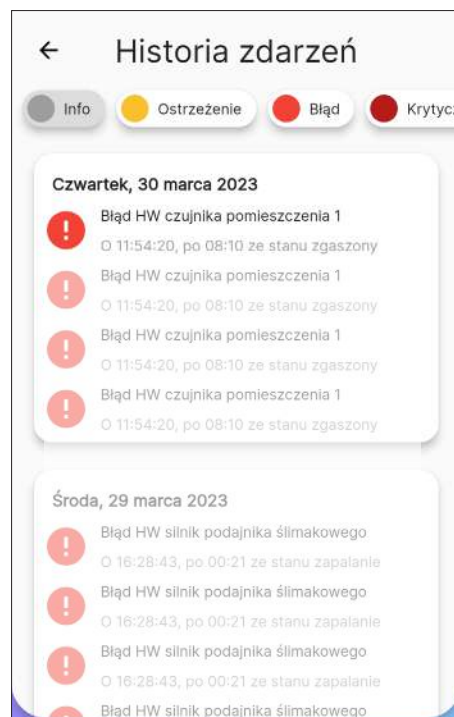 Historia zdarzeń
Info Ostrzeżenie Błąd
Czwartek, 30 marca 2023
Błąd HW czujnika pomieszczenia 1
O 11:54:20, po 08:10 ze stanu zgaszony
Błąd HW czujnika pomieszczenia 1
O 11:54:20, po 08:10 ze stanu zgaszony
Błąd HW czujnika pomieszczenia 1
O 11:54:20, po 08:10 ze stanu zgaszony
Błąd HW czujnika pomieszczenia 1
O 11:54:20, po 08:10 ze stanu zgaszony
Środa, 29 marca 2023
Błąd HW silnik podajnika ślimakowego
O 16:28:43, po 00:21 ze stanu zapalanie
Błąd HW silnik podajnika ślimakowego
O 16:28:43, po 00:21 ze stanu zapalanie
Błąd HW silnik podajnika ślimakowego
O 16:28:43, po 00:21 ze stanu zapalanie
Błąd HW silnik podajnika ślimakowego